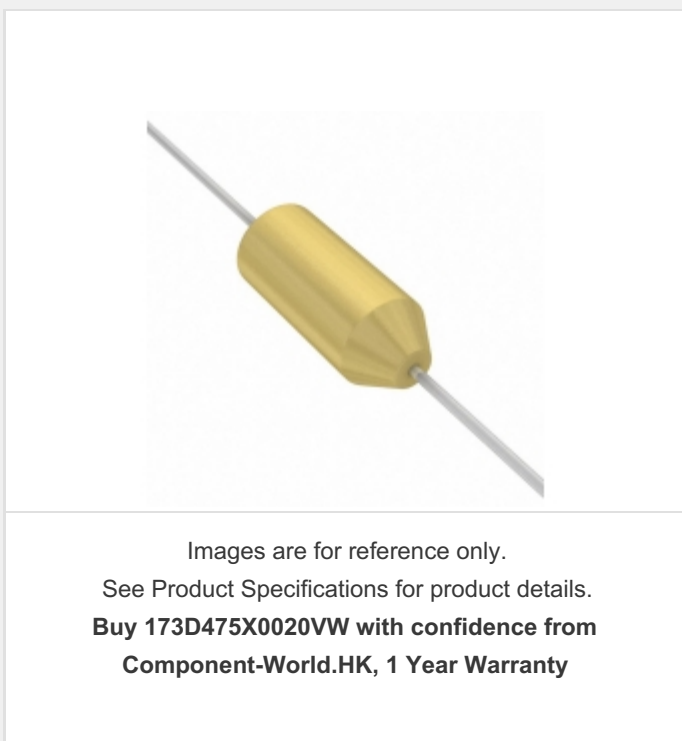 Images are for reference only.
See Product Specifications for product details.
Buy 173D475X0020VW with confidence from
Component-World.HK, 1 Year Warranty